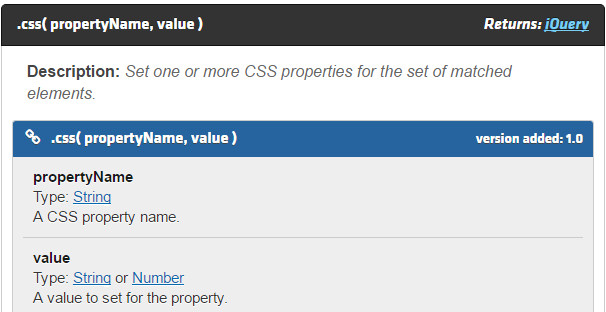 .css( propertyName, value ) Returns: jQuery
Description: Set one or more CSS properties for the set of matched
elements.
.css( propertyName, value ) version added: 1.0
propertyName
Type: String
A CSS property name.
value
Type: String or Number
A value to set for the property.